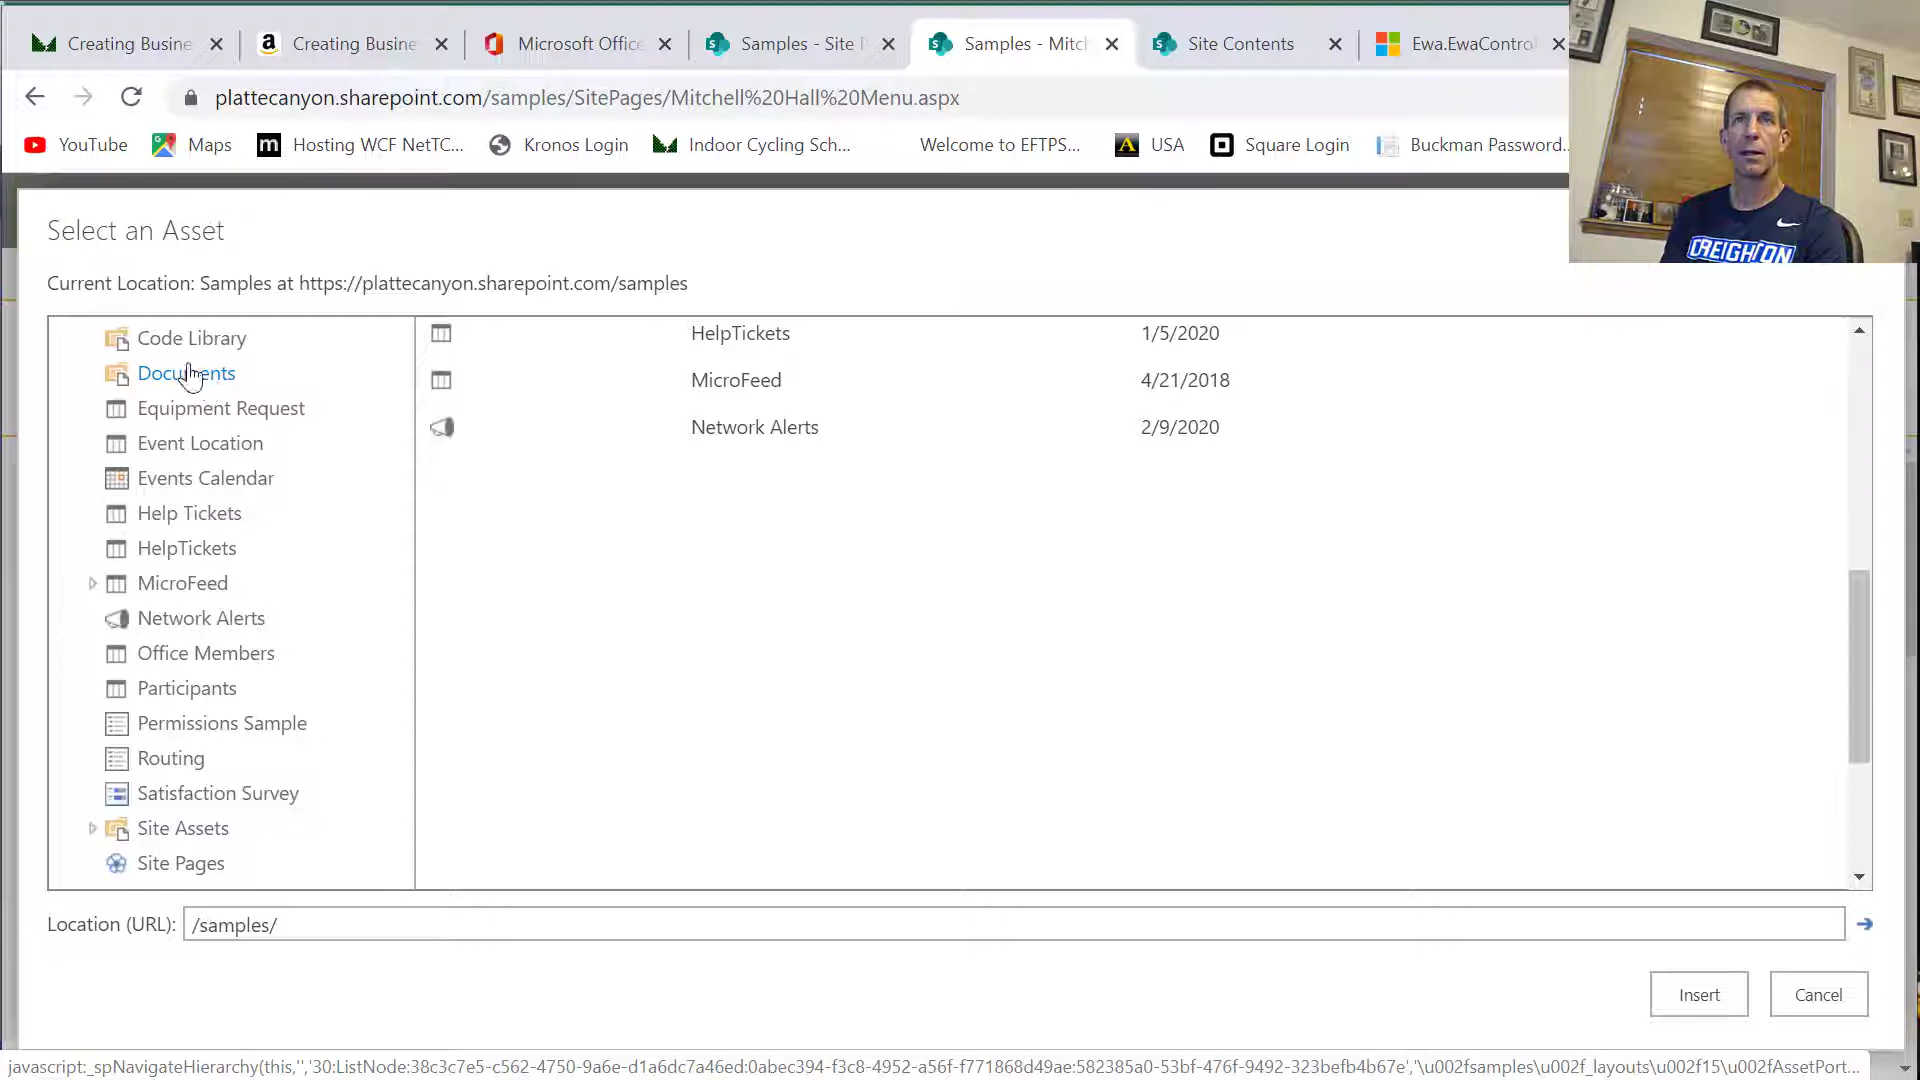 Creating Busine
Creating Busine
Microsoft Office
Samples - Site
Samples - Mitch
Site Contents
Ewa.EwaContro
plattecanyon.sharepoint.com/samples/SitePages/Mitchell%20Hall%20Menu.aspx
YouTube
Maps
m
Hosting WCF NetTC...
Kronos Login
Indoor Cycling Sch...
Welcome to EFTPS...
A
USA
Square Login
Buckman Password...
CREIGHTON
Select an Asset
Current Location: Samples at https://plattecanyon.sharepoint.com/samples
Code Library
Documents
Equipment Request
Event Location
Events Calendar
Help Tickets
HelpTickets
MicroFeed
Network Alerts
Office Members
Participants
Permissions Sample
Routing
Satisfaction Survey
Site Assets
Site Pages
HelpTickets 1/5/2020
MicroFeed 4/21/2018
Network Alerts 2/9/2020
Location (URL): /samples/
Insert
Cancel
javascript:_spNavigateHierarchy(this,'','30:ListNode:38c3c7e5-c562-4750-9a6e-d1a6dc7a46ed:0abec394-f3c8-4952-a56f-f771868d49ae:582385a0-53bf-476f-9492-323befb4b67e','\u002fsamples\u002f_layouts\u002f15\u002fAssetPort...